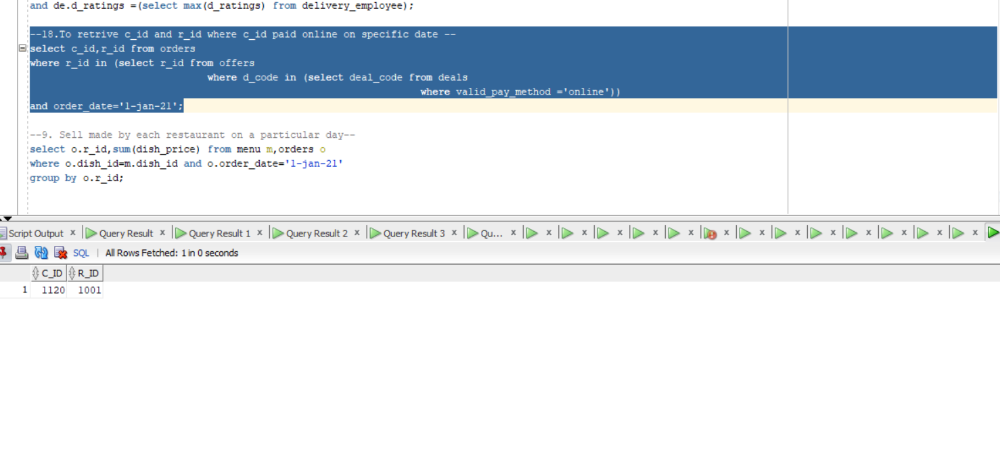 and de.d_ratings =(select max(d_ratings) from delivery_employee);
--18.To retrive c_id and r_id where c_id paid online on specific date --
select c_id,r_id from orders
where r_id in (select r_id from offers
where d_code in (select deal_code from deals
where valid_pay_method ='online'))
and order_date='1-jan-21';
--9. Sell made by each restaurant on a particular day--
select o.r_id,sum(dish_price) from menu m,orders o
where o.dish_id=m.dish_id and o.order_date='1-jan-21'
group by o.r_id;
Script Output x Query Result x Query Result 1 x Query Result 2 x Query Result 3 x Qu... x x x x x x x x x x x x x x
SQL | All Rows Fetched: 1 in 0 seconds
C_ID R_ID
1 1120 1001